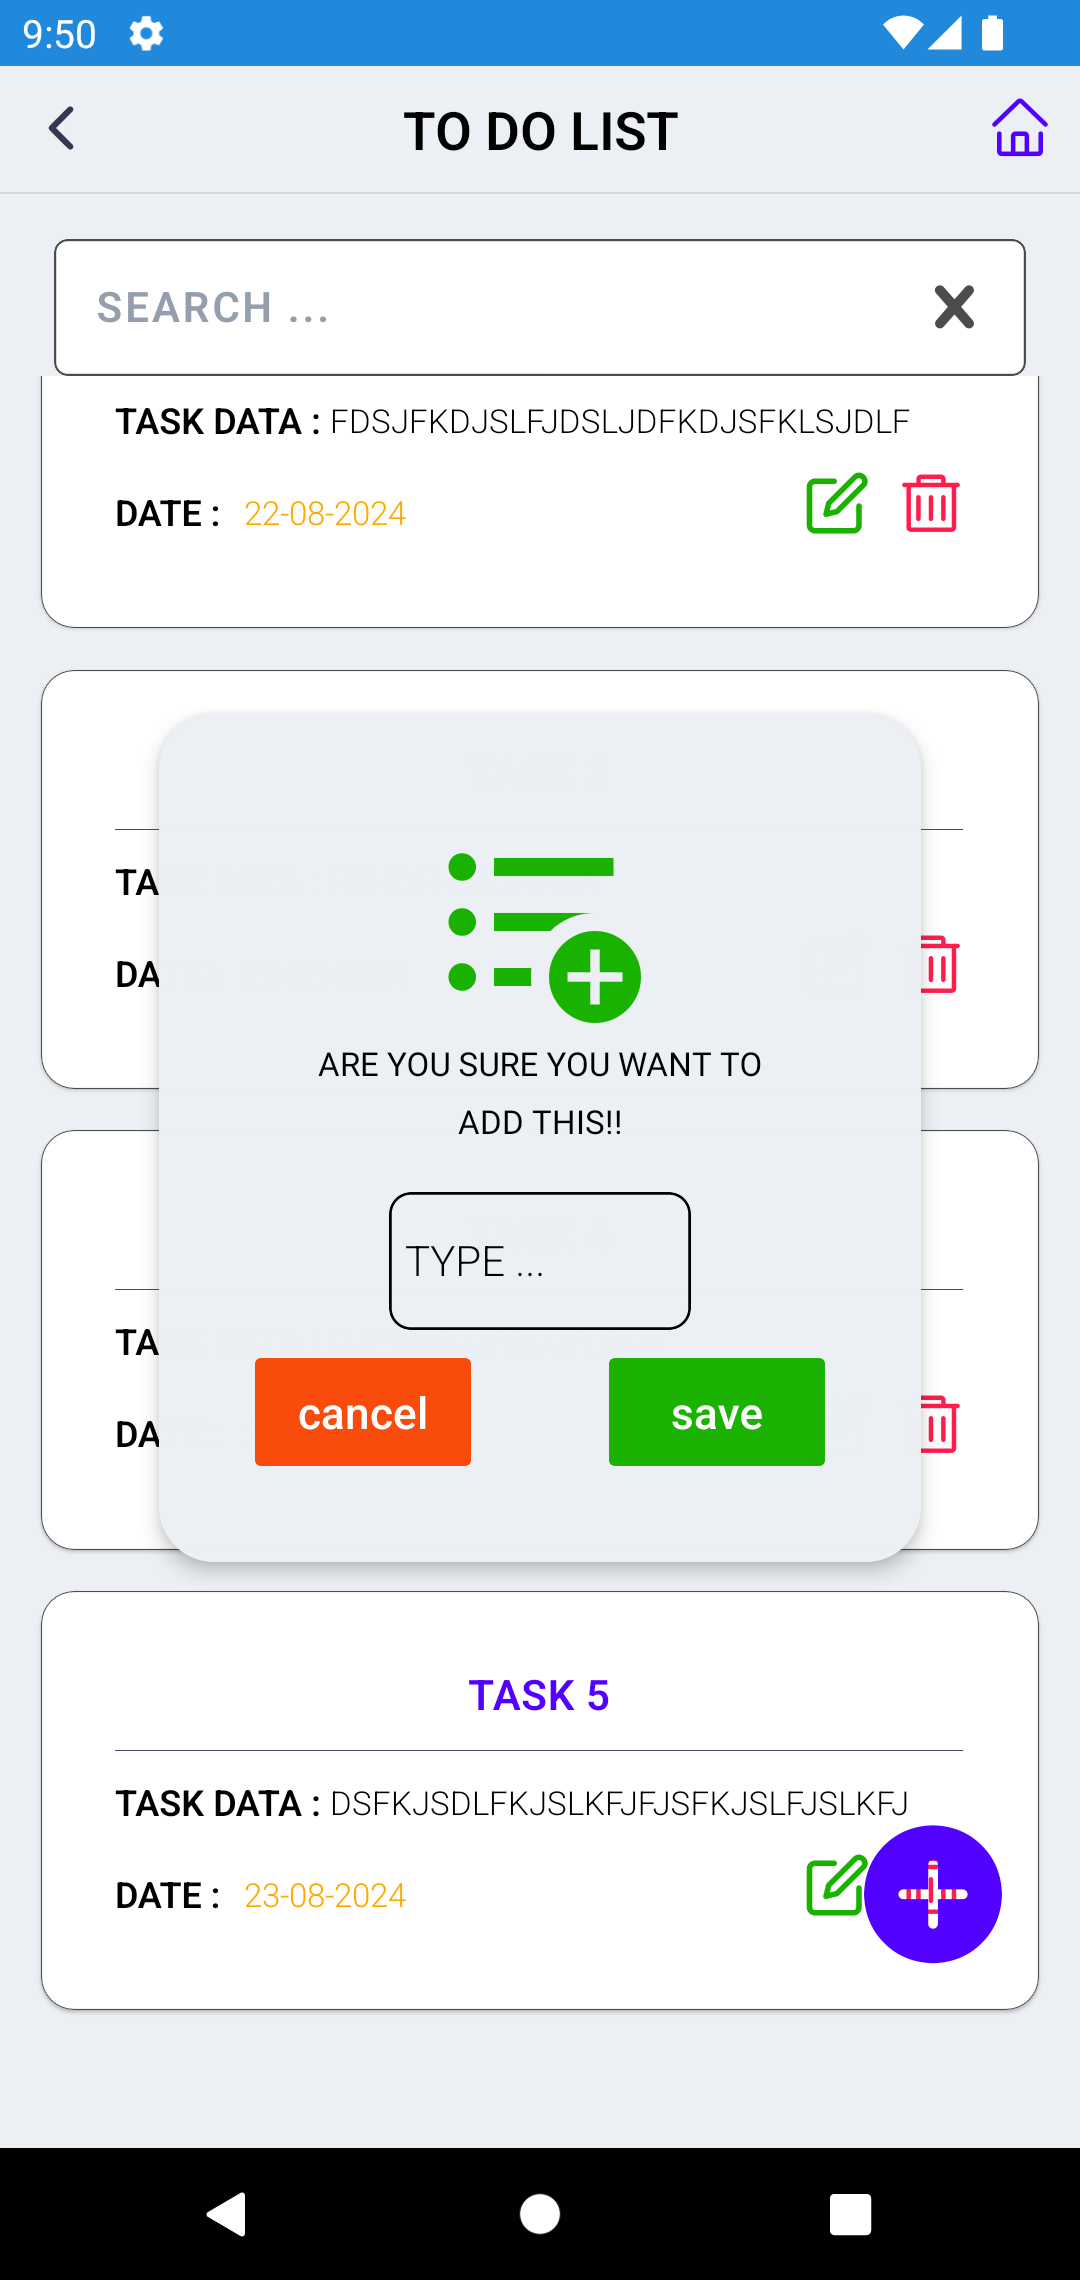 9:50
TO DO LIST
SEARCH ...
TASK DATA : FDSJFKDJSLFJDSLJDFKDJSFKLSJDLF
DATE : 22-08-2024
TA
DA
ARE YOU SURE YOU WANT TO
ADD THIS!!
TYPE ...
TA
cancel save
DA
TASK 5
TASK DATA : DSFKJSDLFKJSLKFJFJSFKJSLFJSLKFJ
DATE : 23-08-2024